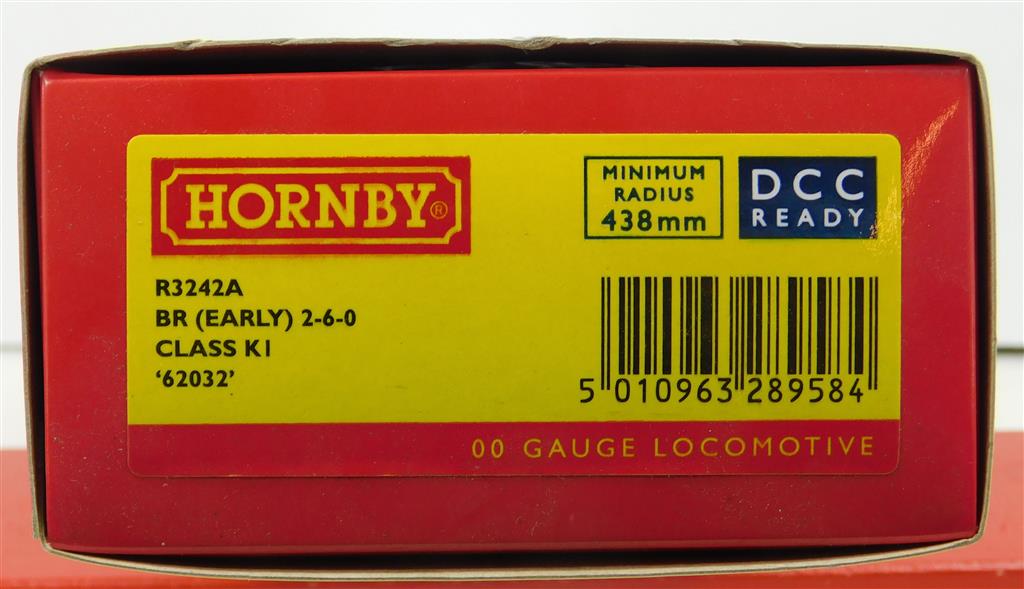 HORNBY®
MINIMUM
RADIUS
438mm
DCC
READY
R3242A
BR (EARLY) 2-6-0
CLASS K1
‘62032’
5 010963 289584
00 GAUGE LOCOMOTIVE